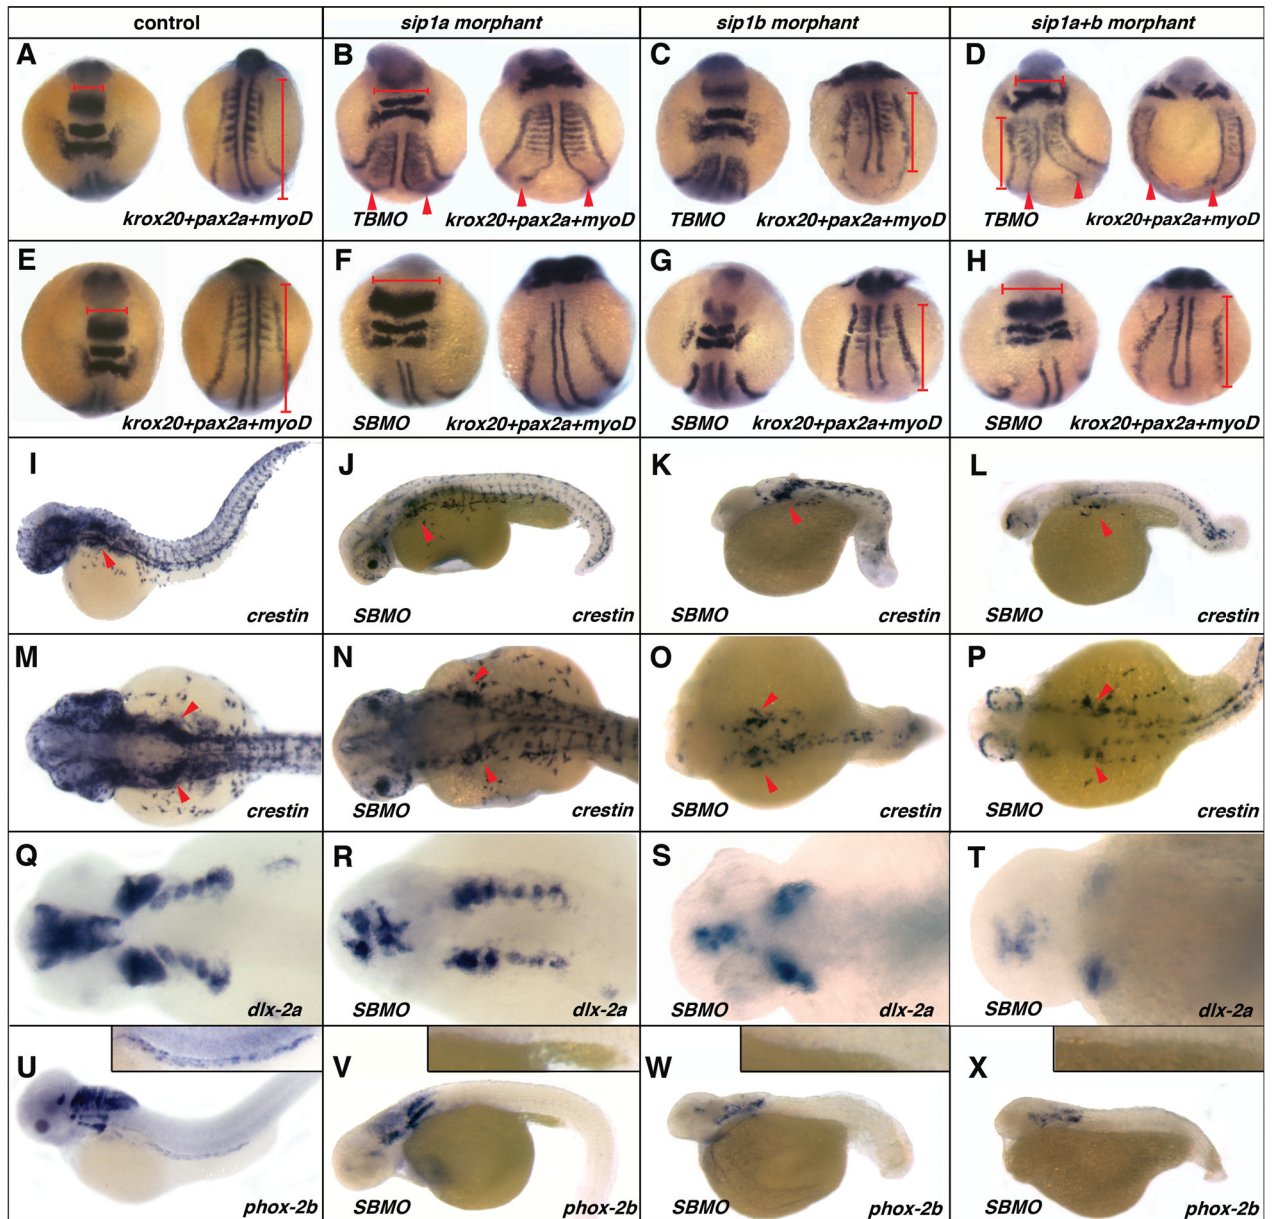 control sip1a morphant sip1b morphant sip1a+b morphant
A B C D
krox20+pax2a+myoD TBMO krox20+pax2a+myoD TBMO krox20+pax2a+myoD TBMO krox20+pax2a+myoD
E F G H
krox20+pax2a+myoD SBMO krox20+pax2a+myoD SBMO krox20+pax2a+myoD SBMO krox20+pax2a+myoD
I J K L
crestin SBMO crestin SBMO crestin SBMO crestin
M N O P
crestin SBMO crestin SBMO crestin SBMO crestin
Q R S T
dlx-2a SBMO dlx-2a SBMO dlx-2a SBMO dlx-2a
U V W X
phox-2b SBMO phox-2b SBMO phox-2b SBMO phox-2b